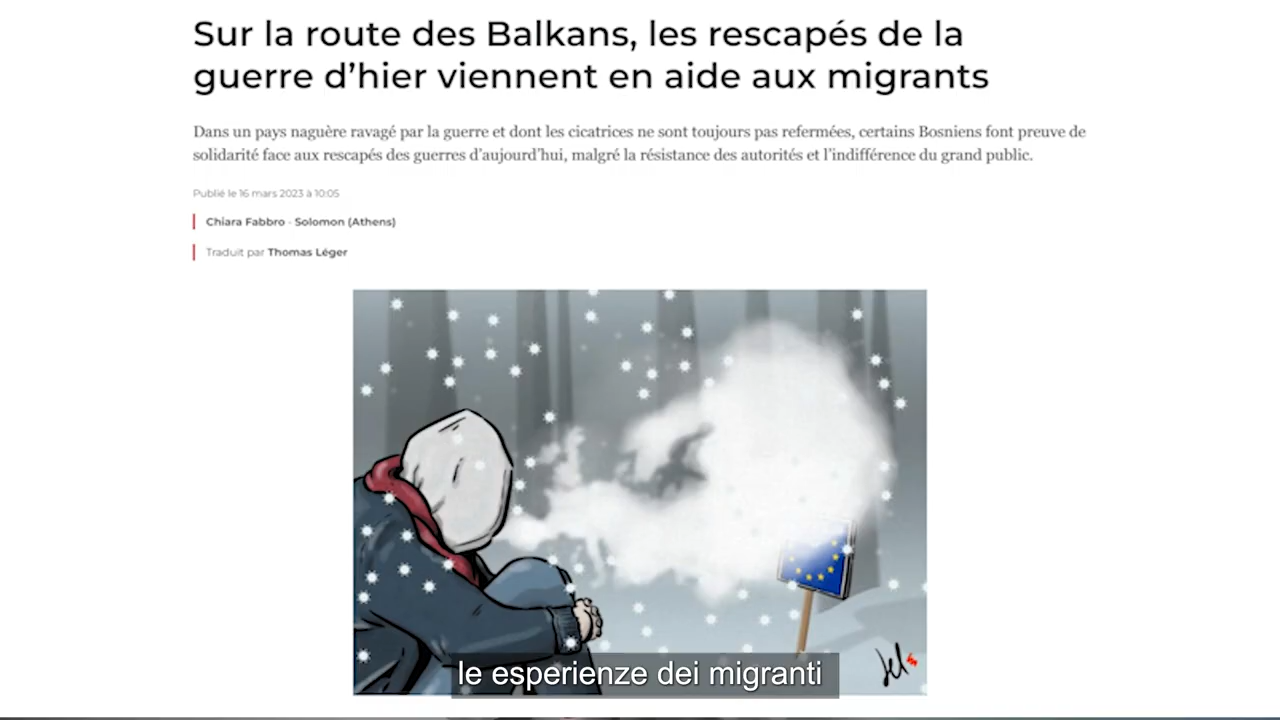 Sur la route des Balkans, les rescapés de la
guerre d’hier viennent en aide aux migrants
Dans un pays naguère ravagé par la guerre et dont les cicatrices ne sont toujours pas refermées, certains Bosniens font preuve de
solidarité face aux rescapés des guerres d’aujourd’hui, malgré la résistance des autorités et l’indifférence du grand public.
Publié le 16 mars 2023 à 10:05
Chiara Fabbro - Solomon (Athens)
Traduit par Thomas Léger
le esperienze dei migranti